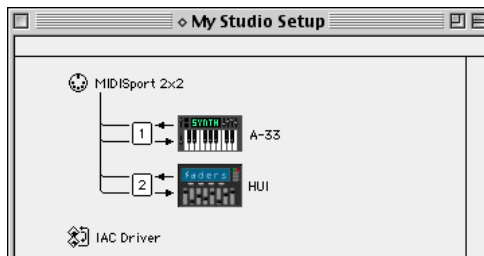 My Studio Setup
MIDISport 2x2
1
SYNTH
A-33
2
faders
HUI
IAC Driver